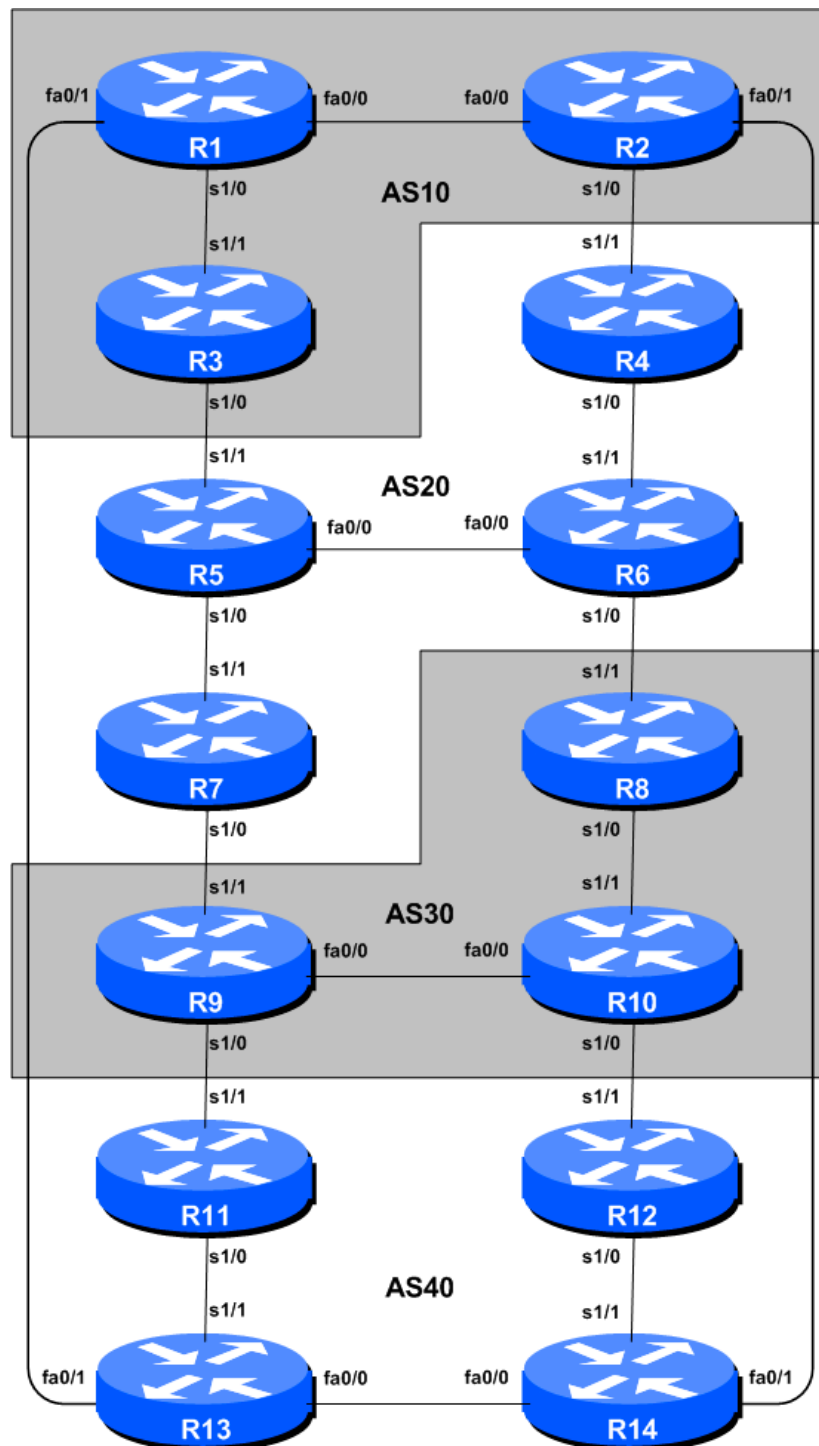 fa0/1 fa0/0 fa0/0 fa0/1
R1 R2
s1/0 AS10 s1/0
s1/1 s1/1
R3 R4
s1/0 s1/0
s1/1 AS20 s1/1
fa0/0 fa0/0
R5 R6
s1/0 s1/0
s1/1 s1/1
R7 R8
s1/0 s1/0
s1/1 AS30 s1/1
fa0/0 fa0/0
R9 R10
s1/0 s1/0
s1/1 s1/1
R11 R12
s1/0 s1/0
AS40
s1/1 s1/1
fa0/1 fa0/0 fa0/0 fa0/1
R13 R14